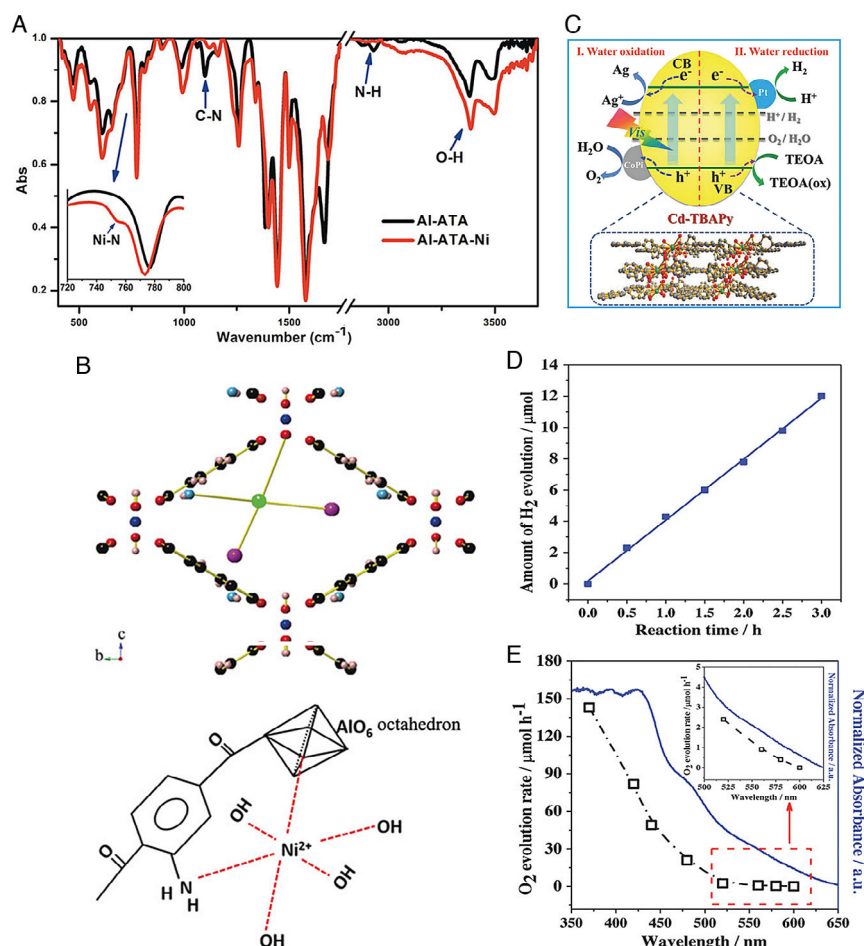 A
1.0
0.8
0.6
0.4
0.2
Abs
C-N
N-H
O-H
Ni-N
720 740 760 780 800
Al-ATA
Al-ATA-Ni
500 1000 1500 3000 3500
Wavenumber (cm-1)
B
c
b
AlO6 octahedron
O
O
OH
OH
Ni2+
OH
OH
N
H H
C
I. Water oxidation II. Water reduction
CB
e- e-
Ag
Ag+
H2
Pt
H+
H+/ H2
Vis
O2 / H2O
H2O
CoPi
O2
h+ h+
VB
TEOA
TEOA(ox)
Cd-TBAPy
D
Amount of H2 evolution / μmol
14
12
10
8
6
4
2
0
0.0 0.5 1.0 1.5 2.0 2.5 3.0
Reaction time / h
E
O2 evolution rate / μmol h-1
180
150
120
90
60
30
0
350 400 450 500 550 600 650
Wavelength / nm
Normalized Absorbance / a.u.
O2 evolution rate / μmol h-1
5
4
3
2
1
0
500 525 550 575 600 625
Wavelength / nm
Normalized Absorbance / a.u.